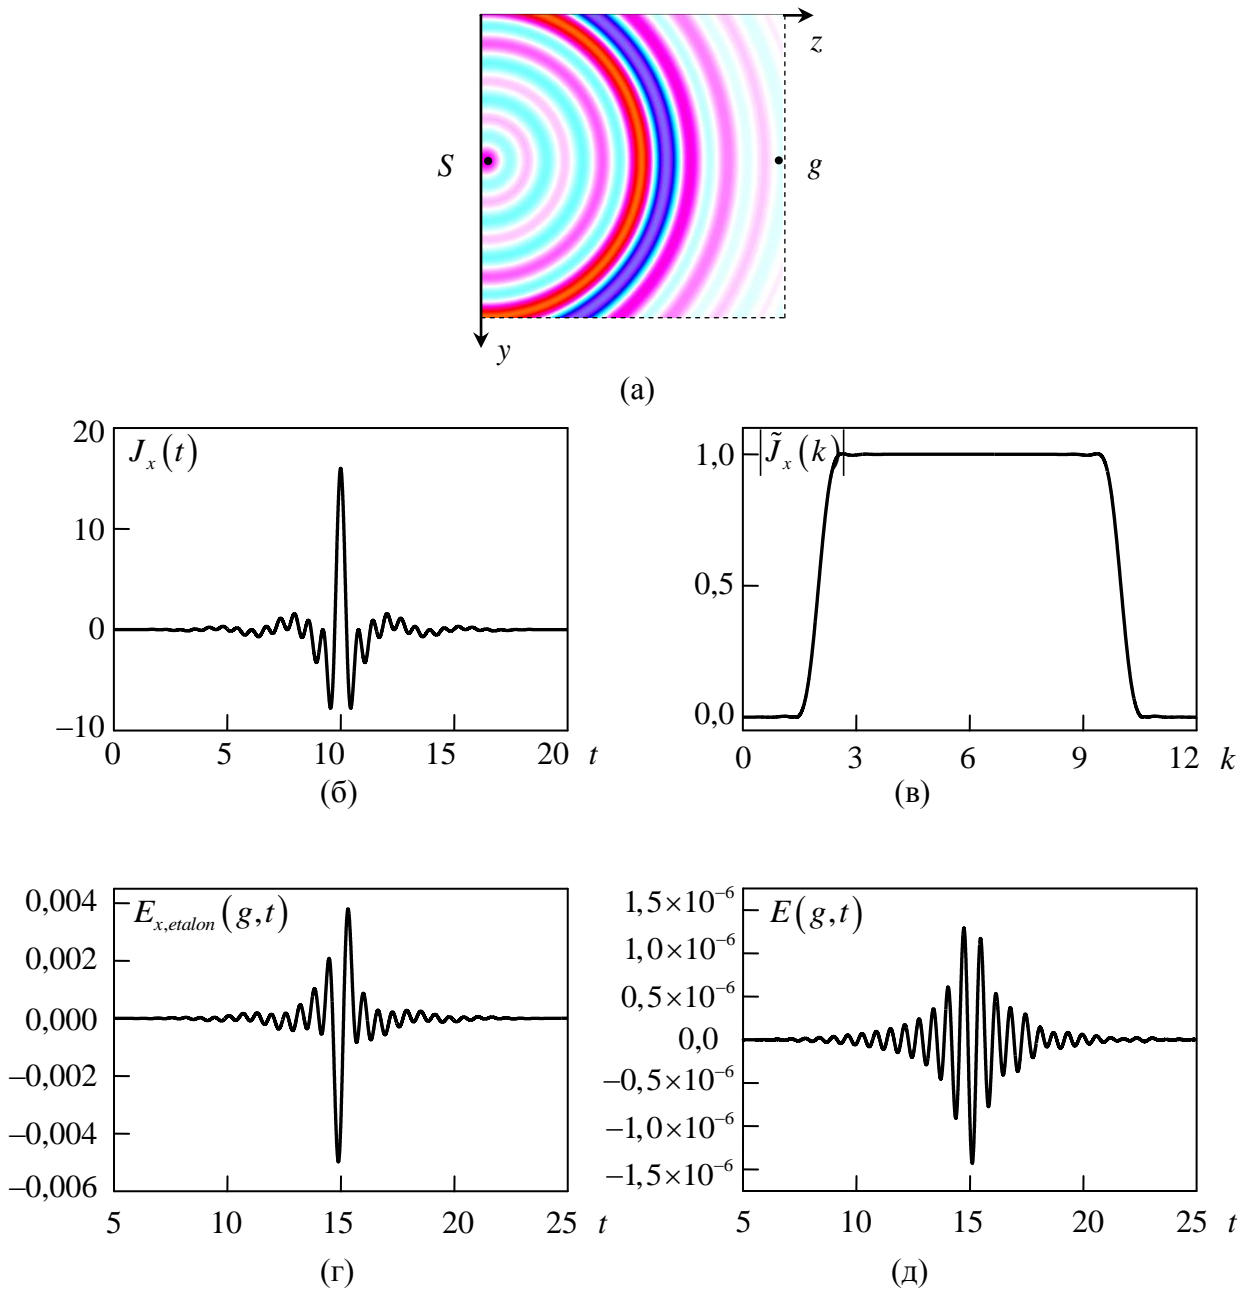 z
S
g
y
(а)
20
J_x(t)
10
0
−10
0 5 10 15 20 t
(б)
1,0
|J̃_x(k)|
0,5
0,0
0 3 6 9 12 k
(в)
0,004
E_{x,etalon}(g,t)
0,002
0,000
−0,002
−0,004
−0,006
5 10 15 20 25 t
(г)
1,5×10⁻⁶
E(g,t)
1,0×10⁻⁶
0,5×10⁻⁶
0,0
−0,5×10⁻⁶
−1,0×10⁻⁶
−1,5×10⁻⁶
5 10 15 20 25 t
(д)